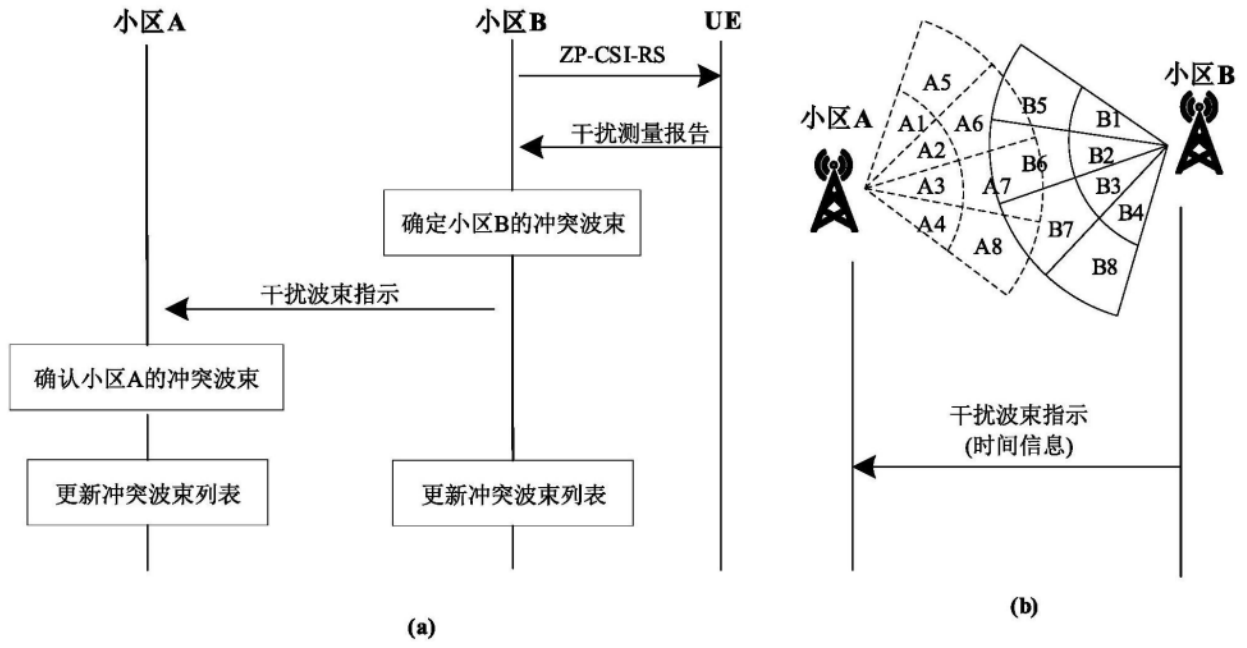 小区A
小区B
UE
ZP-CSI-RS
干扰测量报告
确定小区B的冲突波束
干扰波束指示
确认小区A的冲突波束
更新冲突波束列表
更新冲突波束列表
(a)
小区A
小区B
A5
A1
A6
A2
A3
A7
A4
A8
B5
B1
B6
B2
B3
B7
B4
B8
干扰波束指示
(时间信息)
(b)